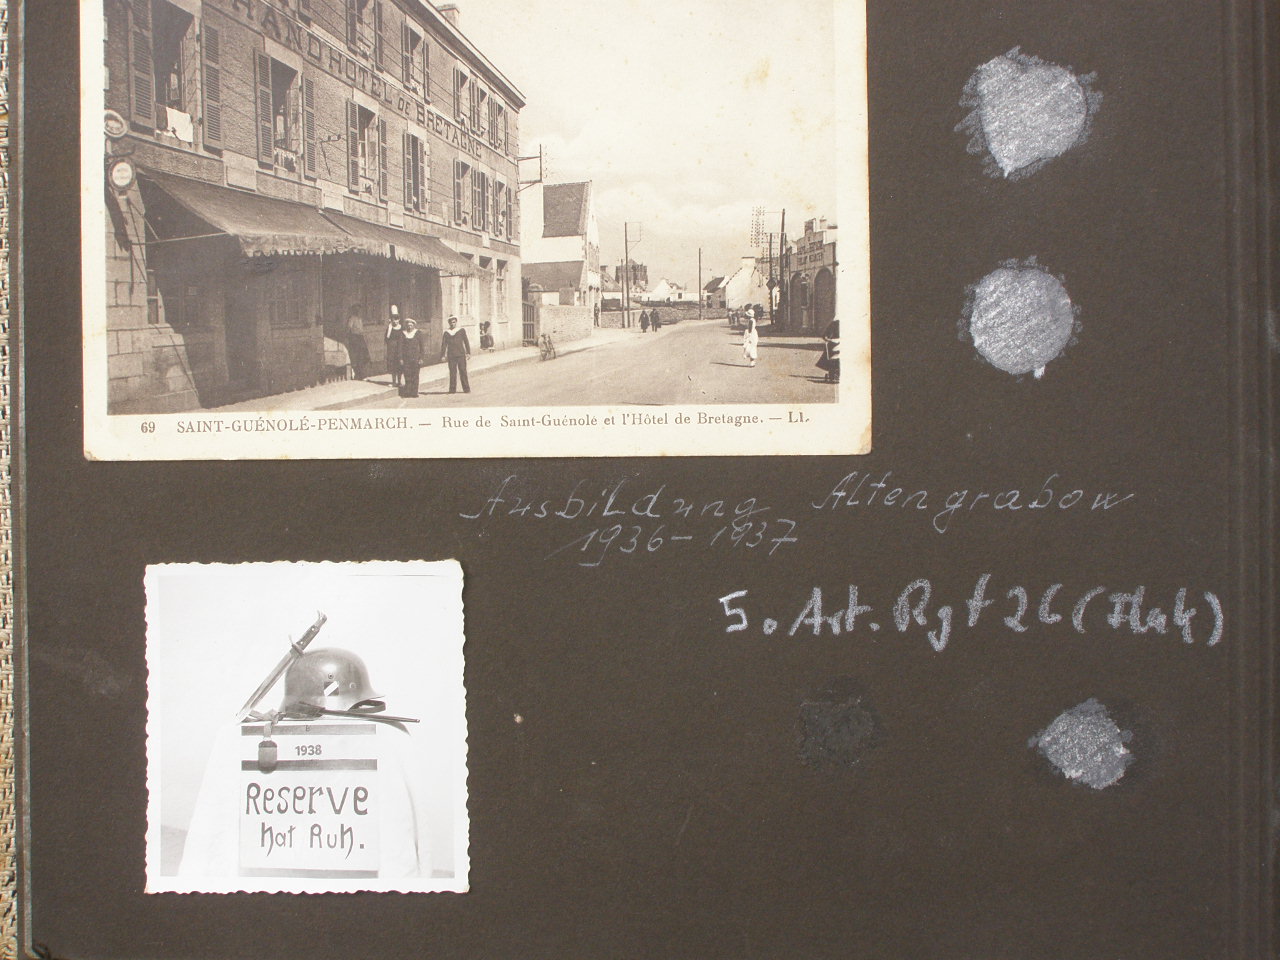 GRAND HOTEL DE BRETAGNE
69 SAINT-GUÉNOLÉ-PENMARCH. — Rue de Saint-Guénolé et l'Hôtel de Bretagne. — LL.
Ausbildung Altengrabow
1936-1937
5. Art. Rgt 26 (Flak)
B
1938
Reserve
hat Ruh.